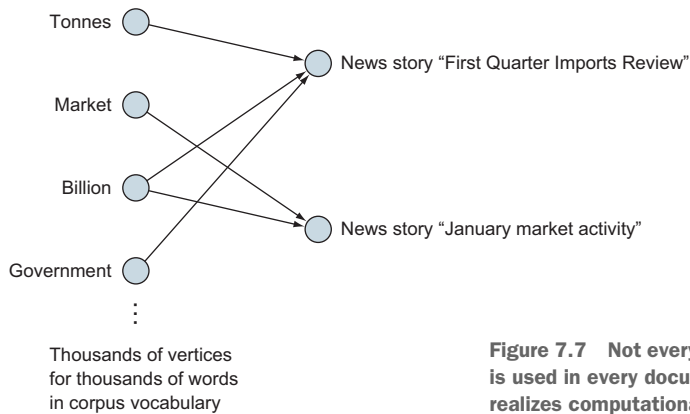 Tonnes
News story “First Quarter Imports Review”
Market
Billion
News story “January market activity”
Government
Thousands of vertices
for thousands of words
in corpus vocabulary
Figure 7.7 Not every
is used in every docu
realizes computationa